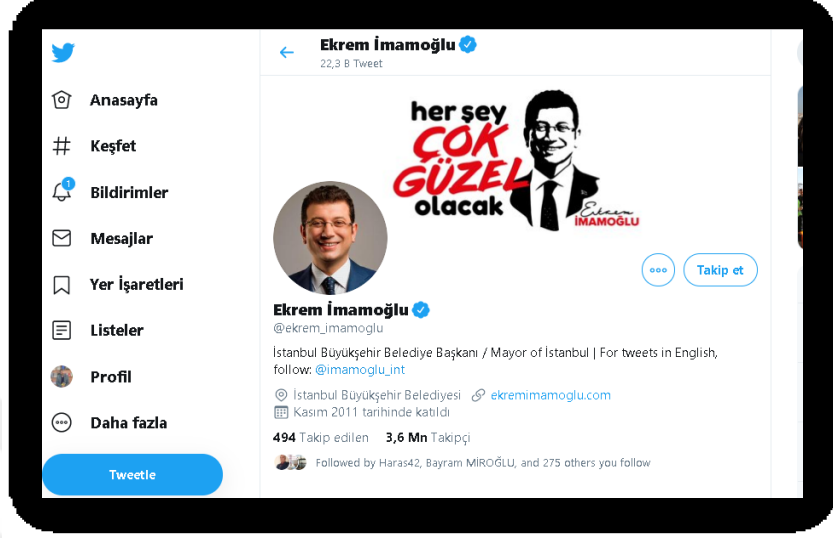 Ekrem İmamoğlu
22,3 B Tweet
Anasayfa
Keşfet
1
Bildirimler
Mesajlar
Yer İşaretleri
Listeler
Profil
Daha fazla
Tweetle
her şey
ÇOK
GÜZEL
olacak
Ekrem
İMAMOĞLU
Takip et
Ekrem İmamoğlu
@ekrem_imamoglu
İstanbul Büyükşehir Belediye Başkanı / Mayor of İstanbul | For tweets in English,
follow: @imamoglu_int
İstanbul Büyükşehir Belediyesi ekremimamoglu.com
Kasım 2011 tarihinde katıldı
494 Takip edilen 3,6 Mn Takipçi
Followed by Haras42, Bayram MİROĞLU, and 275 others you follow